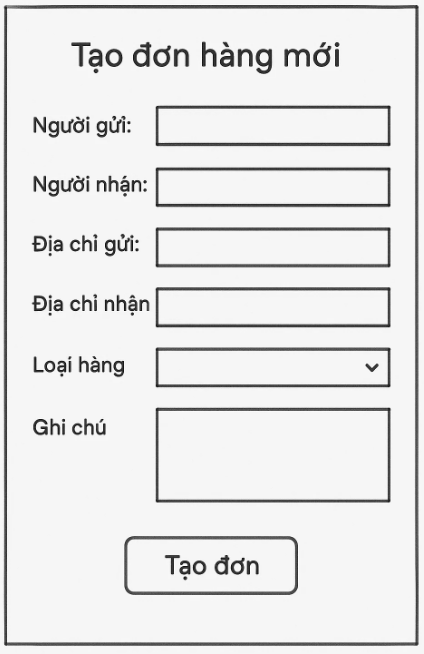 Tạo đơn hàng mới
Người gửi:
Người nhận:
Địa chỉ gửi:
Địa chỉ nhận
Loại hàng
Ghi chú
Tạo đơn